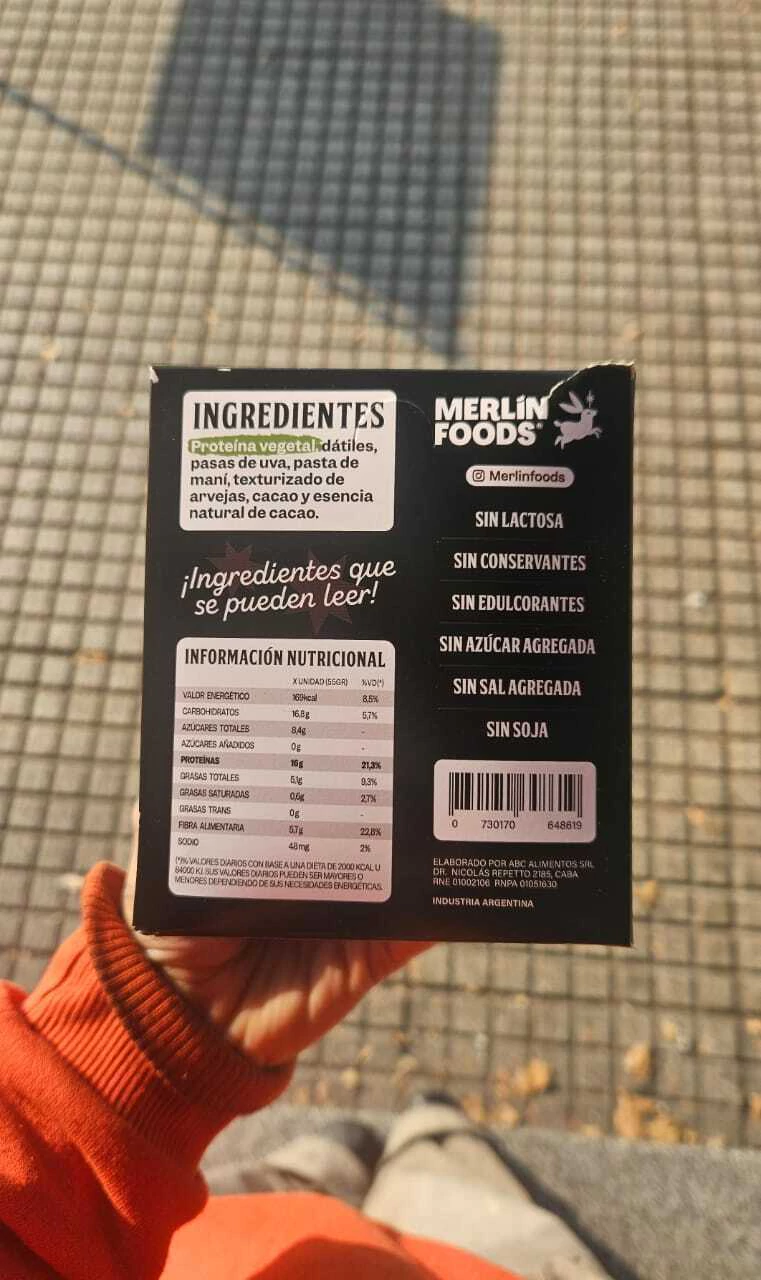 INGREDIENTES
Proteína vegetal, dátiles,
pasas de uva, pasta de
maní, texturizado de
arvejas, cacao y esencia
natural de cacao.
¡Ingredientes que
se pueden leer!
INFORMACIÓN NUTRICIONAL
X UNIDAD (55GR) %VD(*)
VALOR ENERGÉTICO 169kcal 8,5%
CARBOHIDRATOS 16,8g 5,7%
AZÚCARES TOTALES 8,4g -
AZÚCARES AÑADIDOS 0g -
PROTEÍNAS 16g 21,3%
GRASAS TOTALES 5,1g 9,3%
GRASAS SATURADAS 0,6g 2,7%
GRASAS TRANS 0g -
FIBRA ALIMENTARIA 5,7g 22,8%
SODIO 48mg 2%
(*)% VALORES DIARIOS CON BASE A UNA DIETA DE 2000 KCAL U
84000 KJ. SUS VALORES DIARIOS PUEDEN SER MAYORES O
MENORES DEPENDIENDO DE SUS NECESIDADES ENERGÉTICAS.
MERLÍN
FOODS®
Merlinfoods
SIN LACTOSA
SIN CONSERVANTES
SIN EDULCORANTES
SIN AZÚCAR AGREGADA
SIN SAL AGREGADA
SIN SOJA
0 730170 648619
ELABORADO POR ABC ALIMENTOS SRL
DR. NICOLÁS REPETTO 2185, CABA
RNE 01002106 RNPA 01051630
INDUSTRIA ARGENTINA